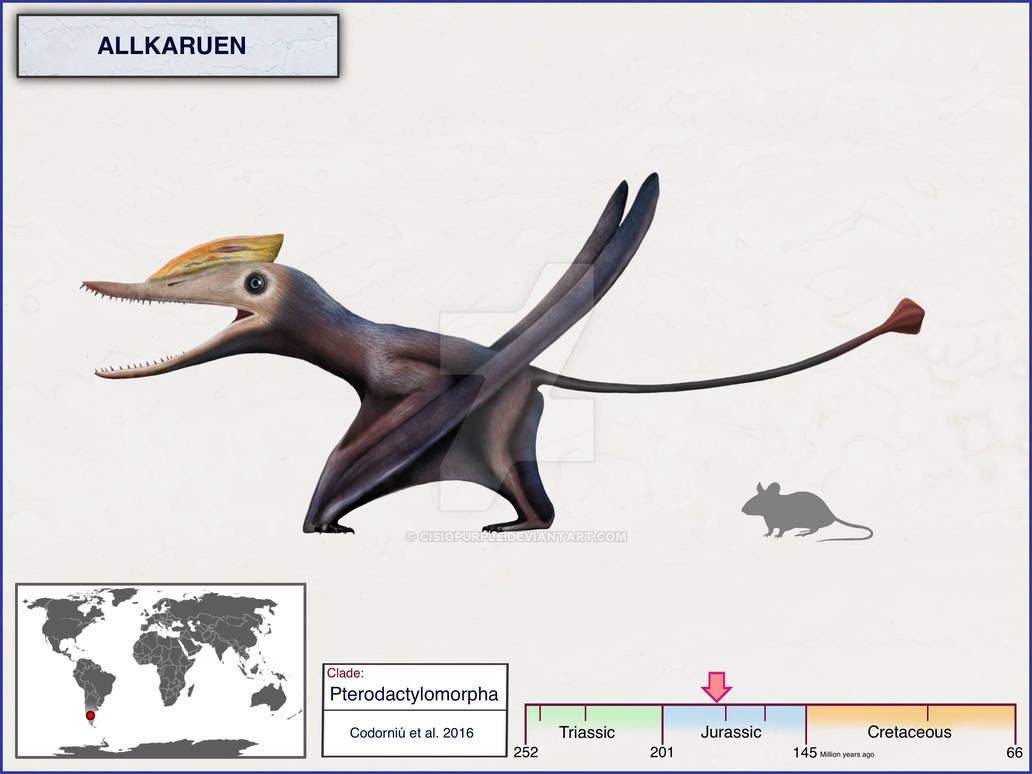 ALLKARUEN
© CISIOPURPLE.DEVIANTART.COM
Clade:
Pterodactylomorpha
Codorniú et al. 2016
Triassic
Jurassic
Cretaceous
252
201
145
Million years ago
66